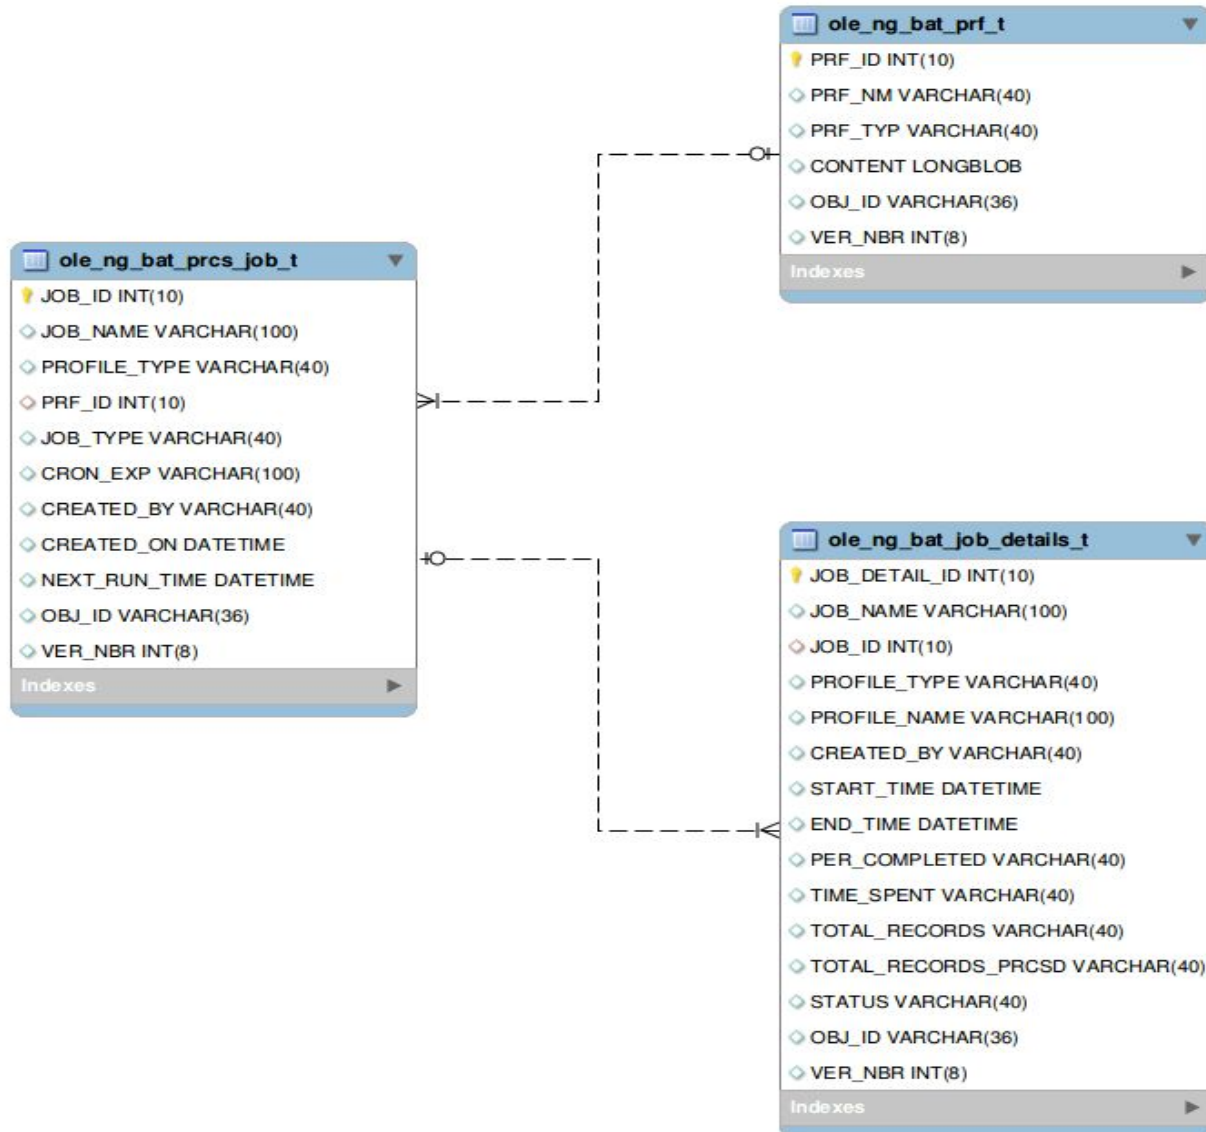 ole_ng_bat_prf_t
PRF_ID INT(10)
PRF_NM VARCHAR(40)
PRF_TYP VARCHAR(40)
CONTENT LONGBLOB
OBJ_ID VARCHAR(36)
VER_NBR INT(8)
Indexes
ole_ng_bat_prcs_job_t
JOB_ID INT(10)
JOB_NAME VARCHAR(100)
PROFILE_TYPE VARCHAR(40)
PRF_ID INT(10)
JOB_TYPE VARCHAR(40)
CRON_EXP VARCHAR(100)
CREATED_BY VARCHAR(40)
CREATED_ON DATETIME
NEXT_RUN_TIME DATETIME
OBJ_ID VARCHAR(36)
VER_NBR INT(8)
Indexes
ole_ng_bat_job_details_t
JOB_DETAIL_ID INT(10)
JOB_NAME VARCHAR(100)
JOB_ID INT(10)
PROFILE_TYPE VARCHAR(40)
PROFILE_NAME VARCHAR(100)
CREATED_BY VARCHAR(40)
START_TIME DATETIME
END_TIME DATETIME
PER_COMPLETED VARCHAR(40)
TIME_SPENT VARCHAR(40)
TOTAL_RECORDS VARCHAR(40)
TOTAL_RECORDS_PRCSD VARCHAR(40)
STATUS VARCHAR(40)
OBJ_ID VARCHAR(36)
VER_NBR INT(8)
Indexes